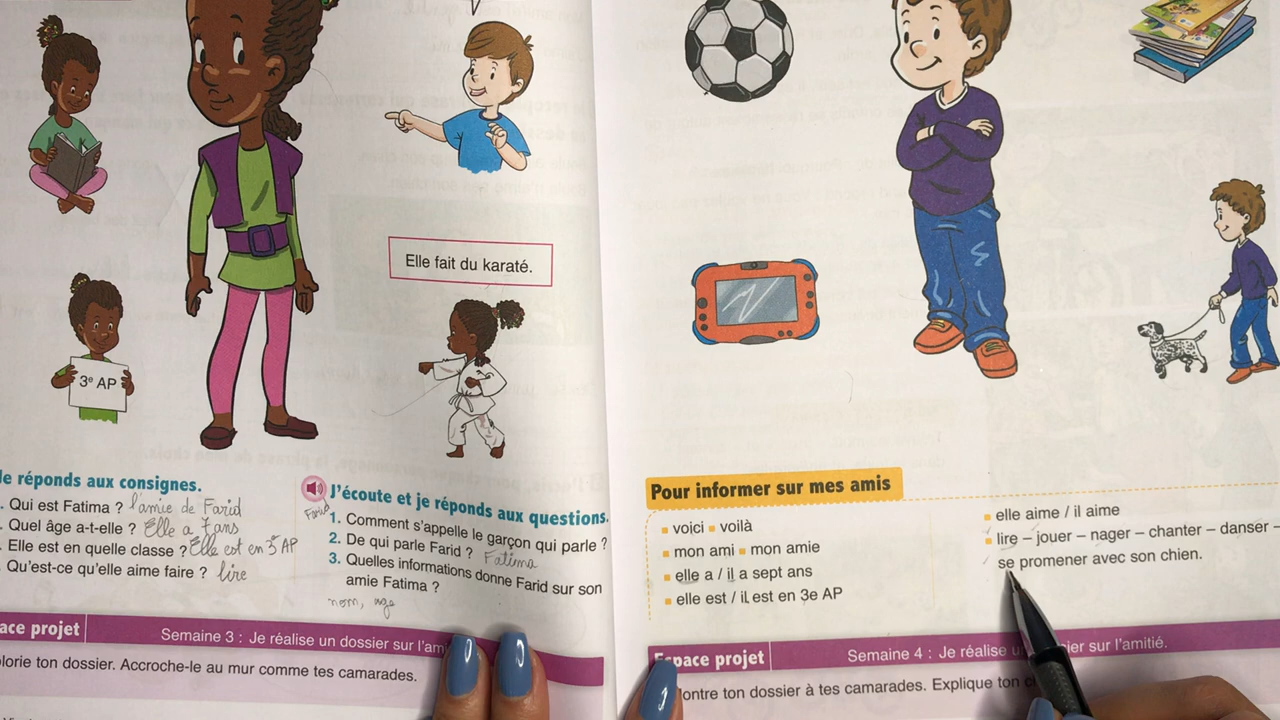 Elle fait du karaté.
3e AP
Je réponds aux consignes.
. Qui est Fatima ? l'amie de Farid
. Quel âge a-t-elle ? Elle a 7 ans
. Elle est en quelle classe ? Elle est en 3e AP
. Qu'est-ce qu'elle aime faire ? lire
J'écoute et je réponds aux questions.
Farid
1. Comment s'appelle le garçon qui parle ?
2. De qui parle Farid ? Fatima
3. Quelles informations donne Farid sur son
amie Fatima ?
nom, age
ace projet Semaine 3 : Je réalise un dossier sur l'am
olorie ton dossier. Accroche-le au mur comme tes camarades.
Pour informer sur mes amis
voici ▪ voilà
mon ami ▪ mon amie
elle a / il a sept ans
elle est / il est en 3e AP
elle aime / il aime
lire – jouer – nager – chanter – danser –
se promener avec son chien.
Espace projet Semaine 4 : Je réalise u ier sur l'amitié.
ontre ton dossier à tes camarades. Explique ton